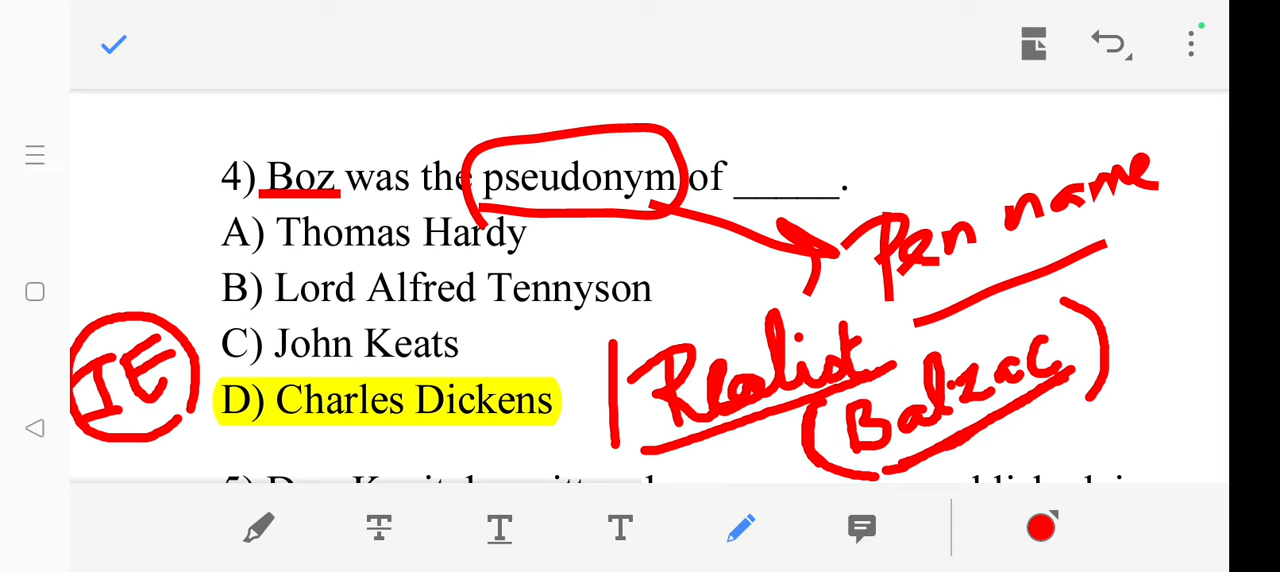 4) Boz was the pseudonym of _____.
Pen name
A) Thomas Hardy
B) Lord Alfred Tennyson
C) John Keats
Realist
IE
D) Charles Dickens
(Balzac)